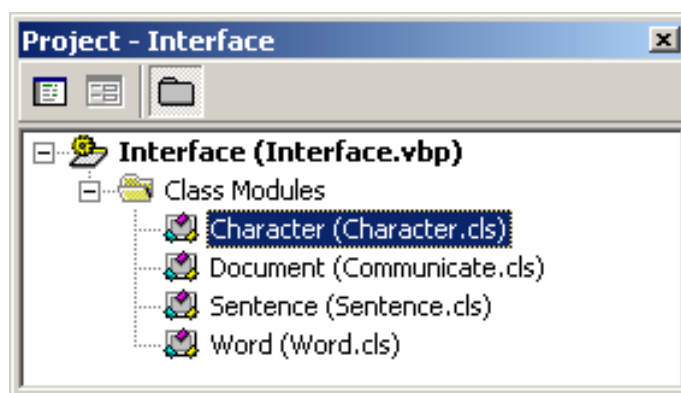 Project - Interface
Interface (Interface.vbp)
Class Modules
Character (Character.cls)
Document (Communicate.cls)
Sentence (Sentence.cls)
Word (Word.cls)